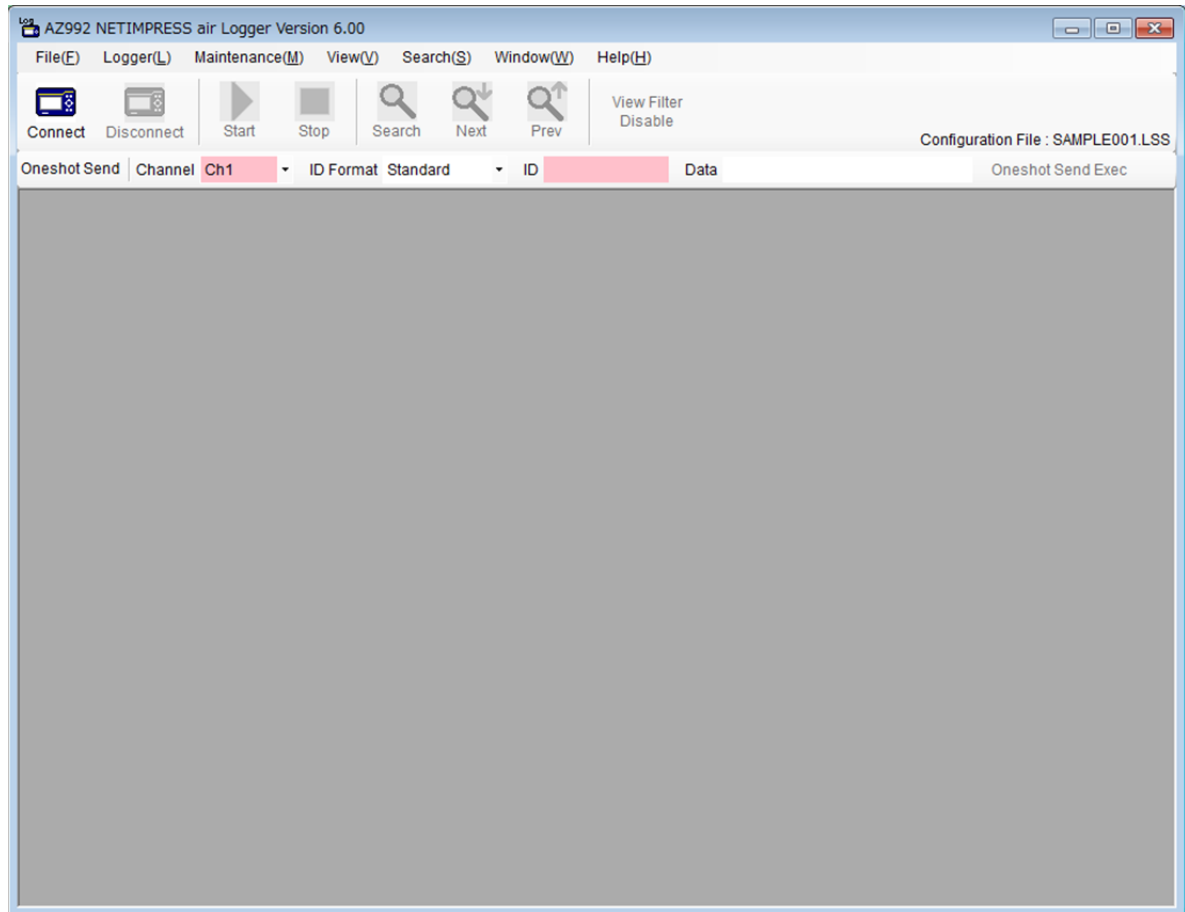 Log
AZ992 NETIMPRESS air Logger Version 6.00
File(F) Logger(L) Maintenance(M) View(V) Search(S) Window(W) Help(H)
Connect Disconnect Start Stop Search Next Prev
View Filter
Disable
Configuration File : SAMPLE001.LSS
Oneshot Send Channel Ch1 ID Format Standard ID Data Oneshot Send Exec